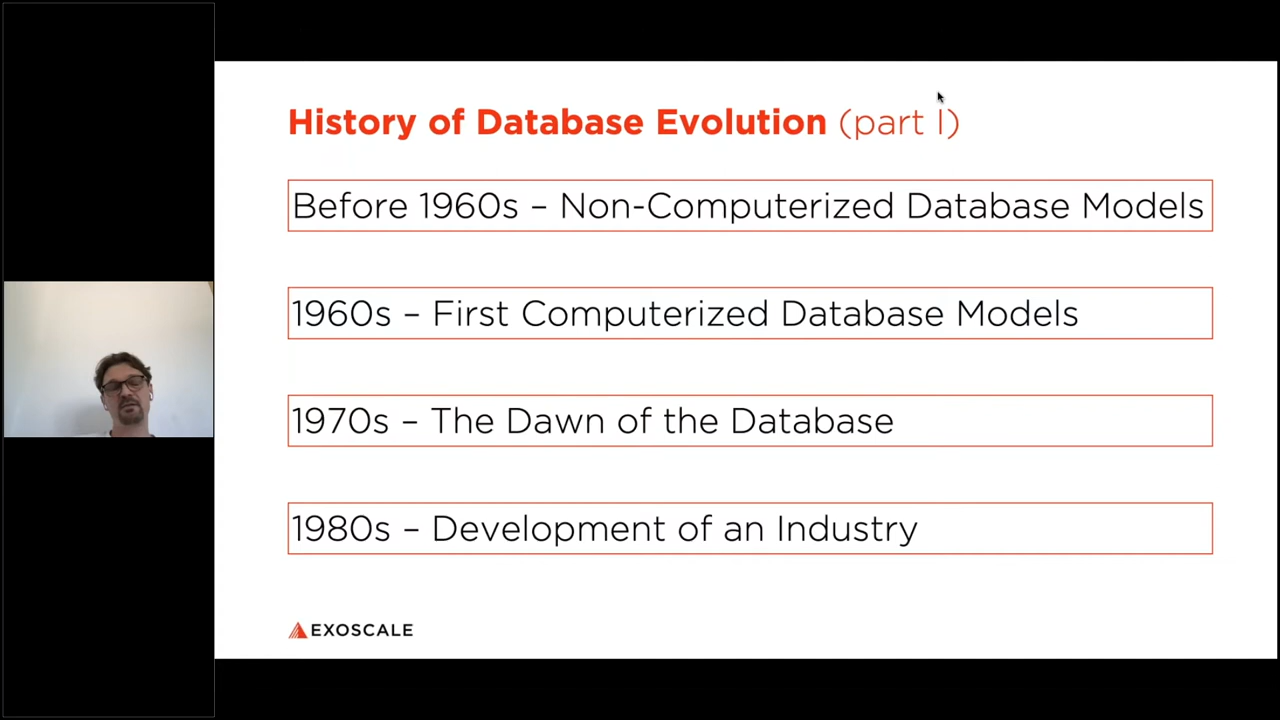 History of Database Evolution (part I)
Before 1960s – Non-Computerized Database Models
1960s – First Computerized Database Models
1970s – The Dawn of the Database
1980s – Development of an Industry
EXOSCALE